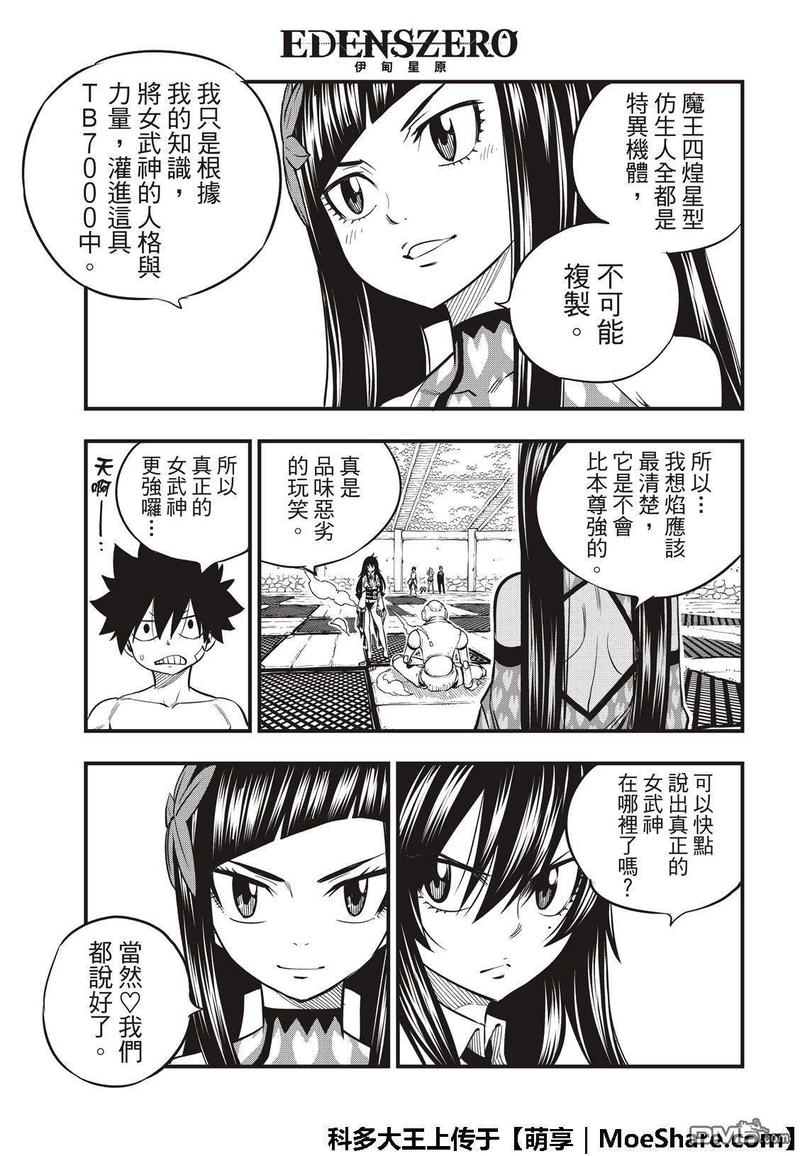 EDENSZERO
伊甸星原
魔王四煌星型
仿生人全都是
特異機體，
不可能
複製。
我只是根據
我的知識，
將女武神的人格與
力量，灌進這具
TB7000中。
所以…
我想焰應該
最清楚，
它是不會
比本尊強的。
真是
品味惡劣
的玩笑。
所以
真正的
女武神
更強囉…
天啊——…
可以快點
說出真正的
女武神
在哪裡了嗎？
當然♡我們
都說好了。
科多大王上传于【萌享｜MoeShare.com】